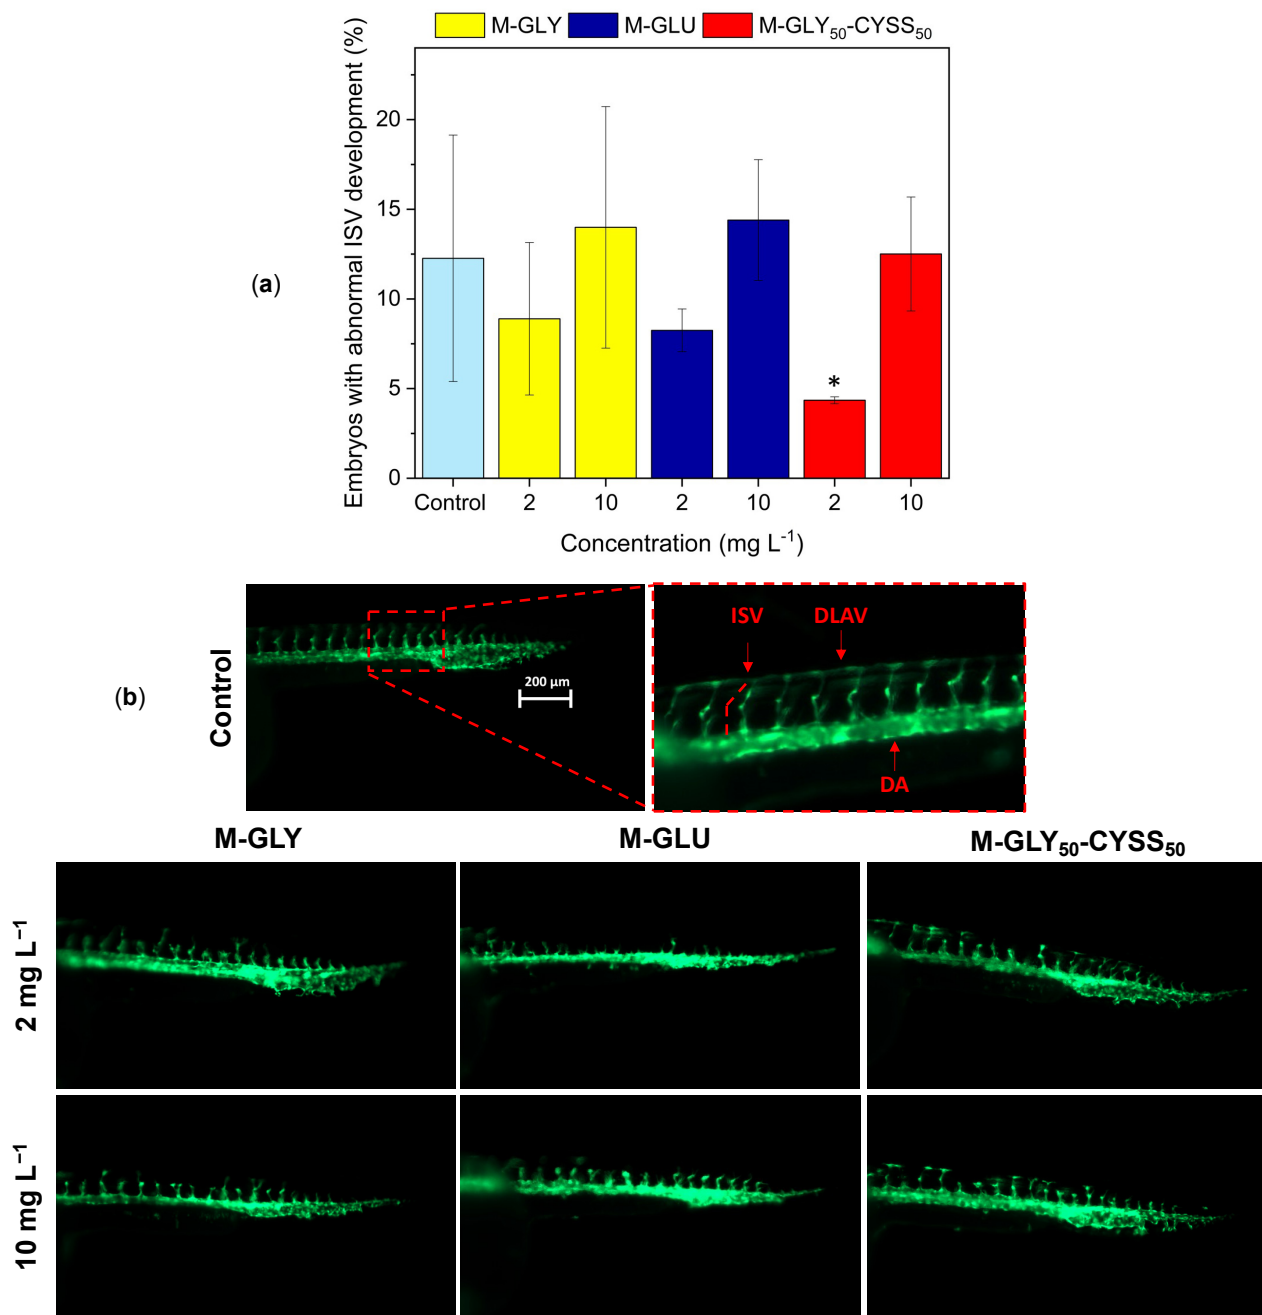 M-GLY M-GLU M-GLY₅₀-CYSS₅₀
Embryos with abnormal ISV development (%)
20
15
10
5
0
*
Control 2 10 2 10 2 10
Concentration (mg L⁻¹)
(a)
(b)
Control
200 µm
ISV DLAV
DA
M-GLY M-GLU M-GLY₅₀-CYSS₅₀
2 mg L⁻¹
10 mg L⁻¹